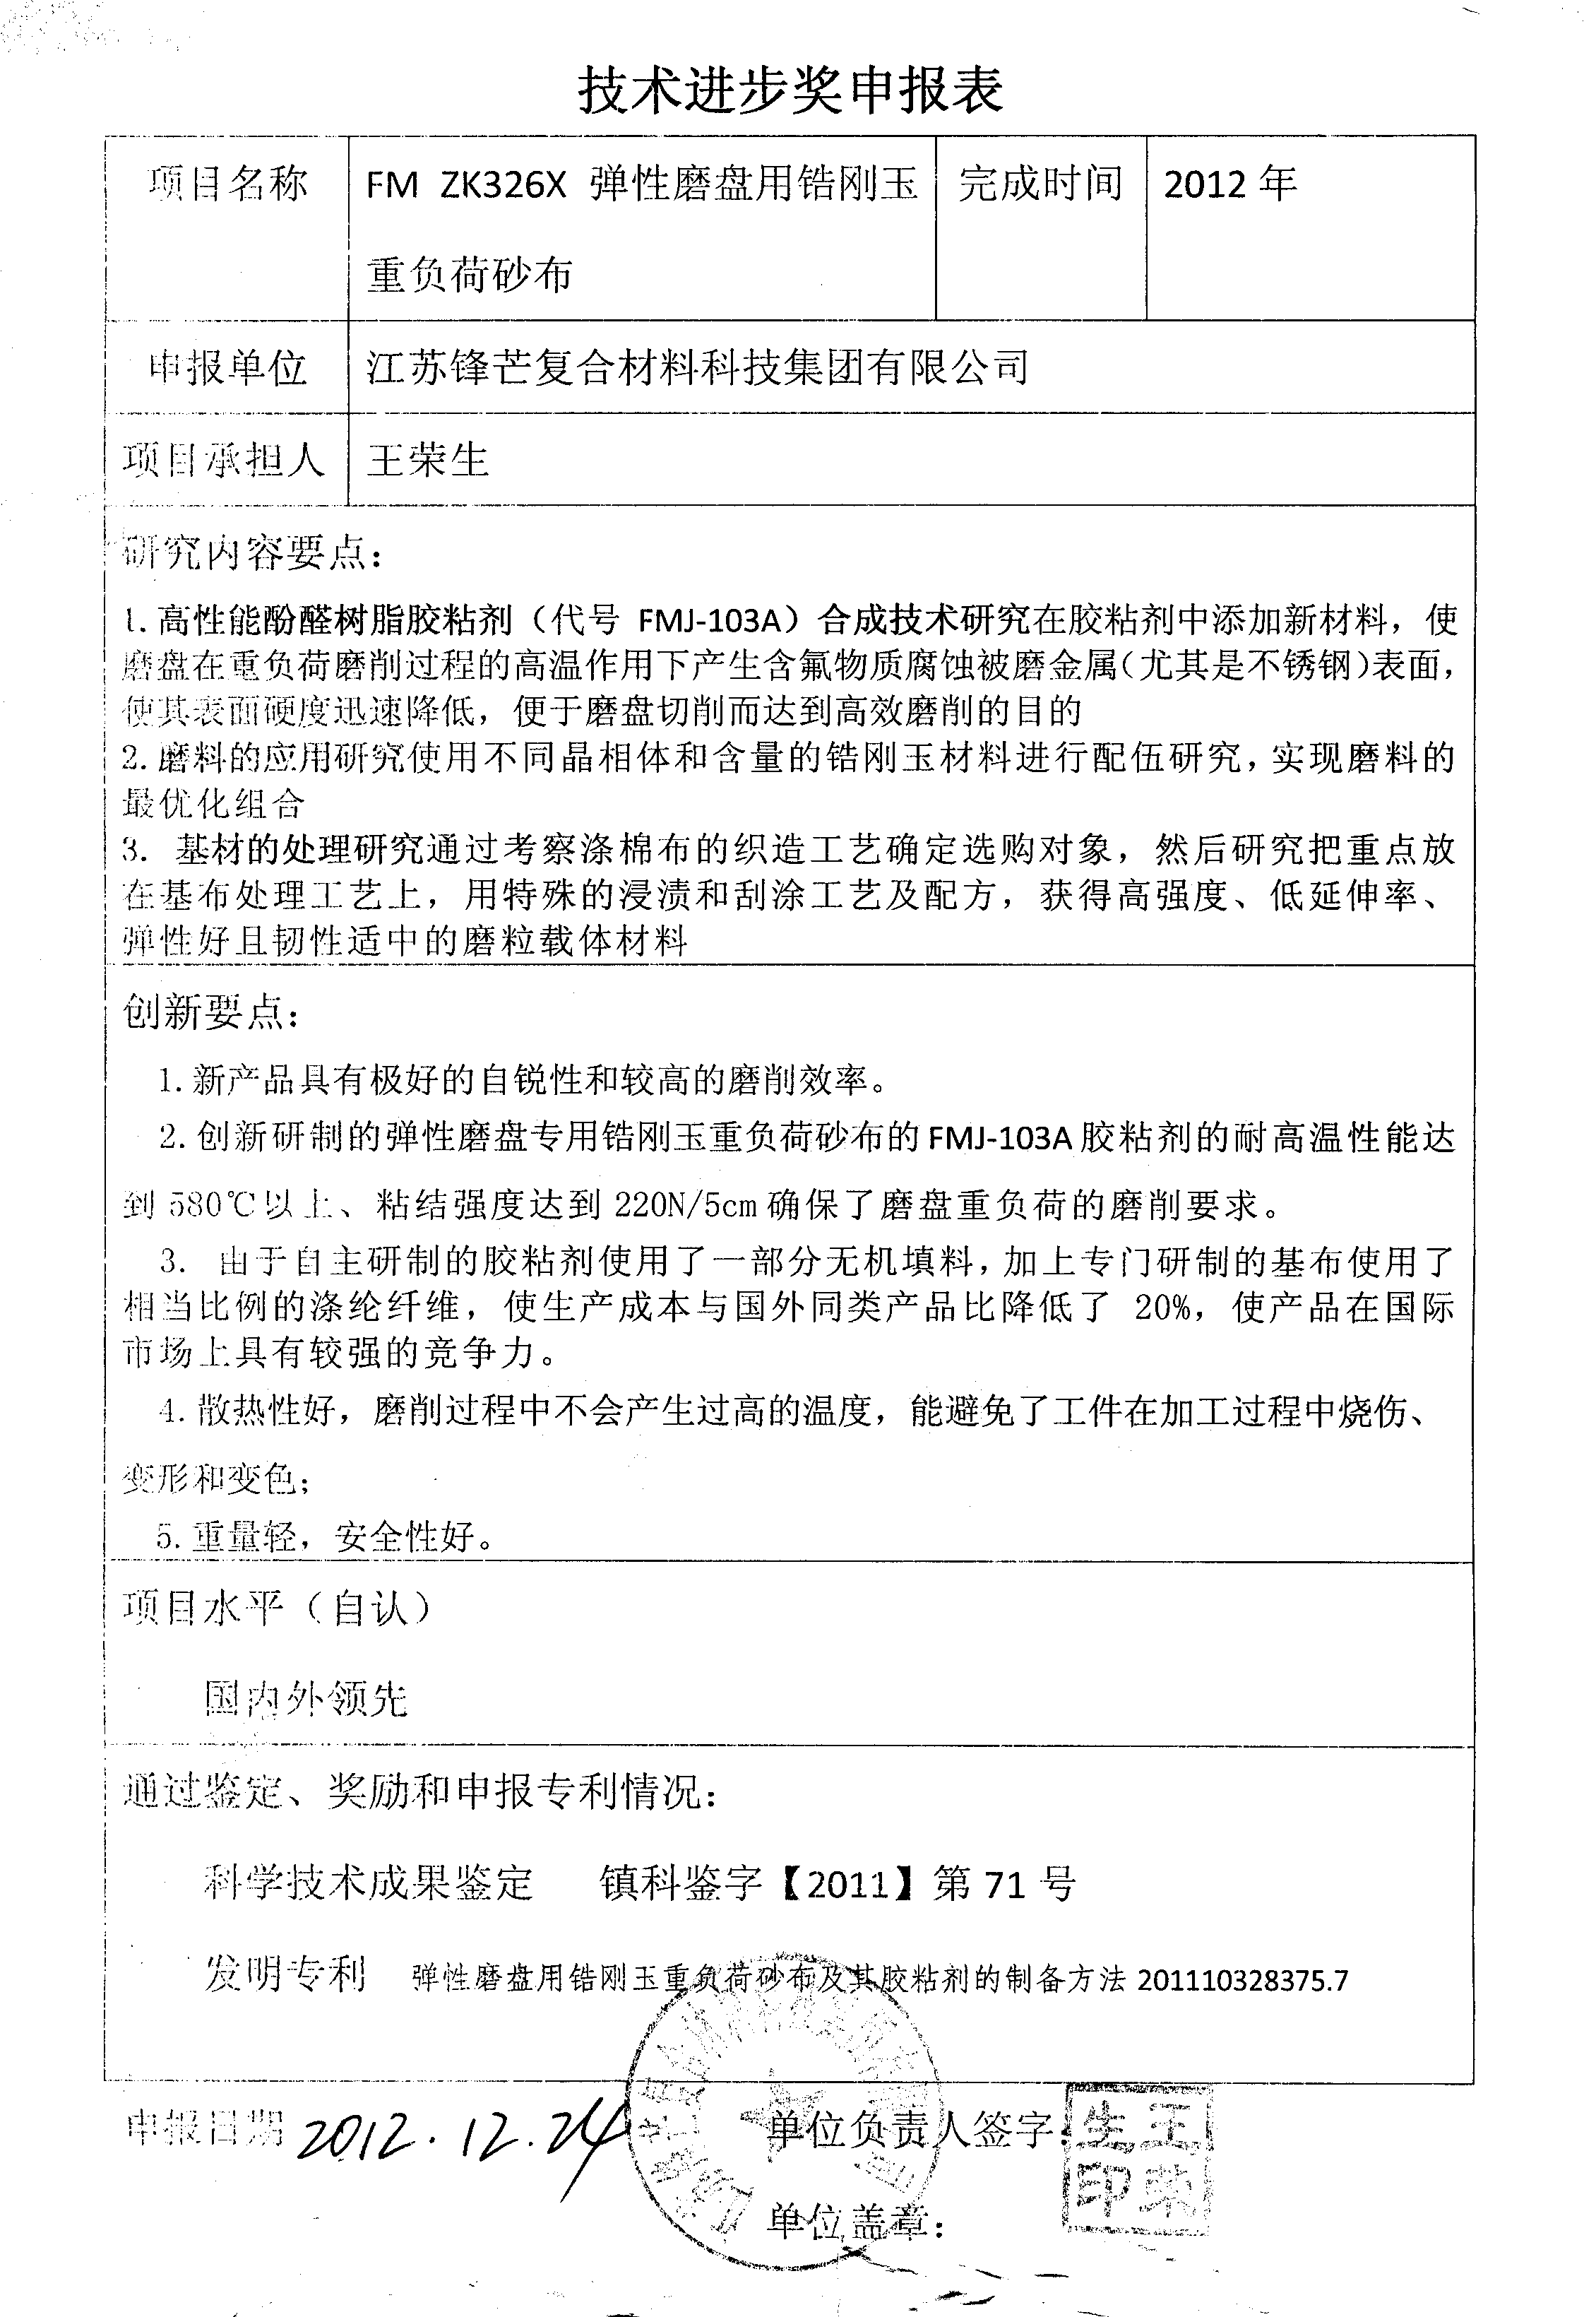 技术进步奖申报表
项目名称 FM ZK326X 弹性磨盘用锆刚玉 完成时间 2012 年
重负荷砂布
申报单位 江苏锋芒复合材料科技集团有限公司
项目承担人 王荣生
研究内容要点：
1.高性能酚醛树脂胶粘剂（代号 FMJ-103A）合成技术研究在胶粘剂中添加新材料，使
磨盘在重负荷磨削过程的高温作用下产生含氟物质腐蚀被磨金属(尤其是不锈钢)表面，
使其表面硬度迅速降低，便于磨盘切削而达到高效磨削的目的
2.磨料的应用研究使用不同晶相体和含量的锆刚玉材料进行配伍研究，实现磨料的
最优化组合
3. 基材的处理研究通过考察涤棉布的织造工艺确定选购对象，然后研究把重点放
在基布处理工艺上，用特殊的浸渍和刮涂工艺及配方，获得高强度、低延伸率、
弹性好且韧性适中的磨粒载体材料
创新要点：
1.新产品具有极好的自锐性和较高的磨削效率。
2.创新研制的弹性磨盘专用锆刚玉重负荷砂布的 FMJ-103A 胶粘剂的耐高温性能达
到 580℃以上、粘结强度达到 220N/5cm 确保了磨盘重负荷的磨削要求。
3. 由于自主研制的胶粘剂使用了一部分无机填料，加上专门研制的基布使用了
相当比例的涤纶纤维，使生产成本与国外同类产品比降低了 20%，使产品在国际
市场上具有较强的竞争力。
4.散热性好，磨削过程中不会产生过高的温度，能避免了工件在加工过程中烧伤、
变形和变色；
5.重量轻，安全性好。
项目水平（自认）
国内外领先
通过鉴定、奖励和申报专利情况：
科学技术成果鉴定 镇科鉴字【2011】第 71 号
发明专利 弹性磨盘用锆刚玉重负荷砂布及其胶粘剂的制备方法 201110328375.7
申报日期 2012.12.24 单位负责人签字: 王荣生印
单位盖章：